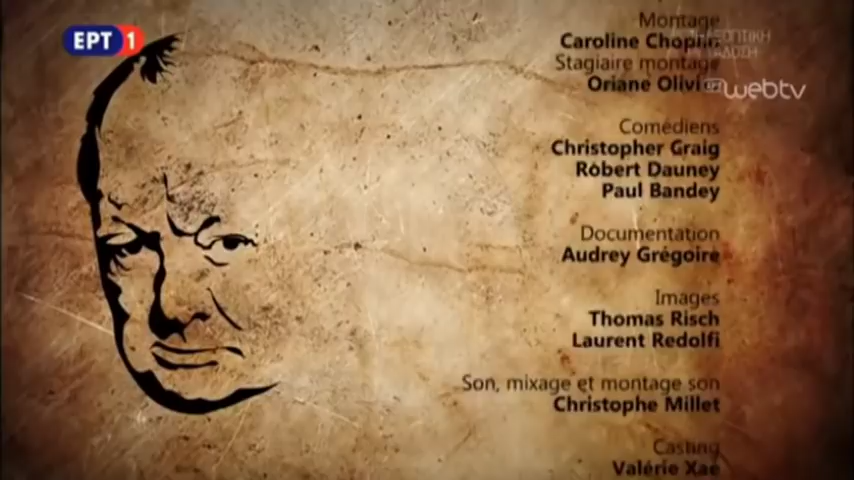 ΕΡΤ 1
Montage
Caroline Chopin
Stagiaire montage
Oriane
webtv
Comédiens
Christopher Graig
Robert Dauney
Paul Bandey
Documentation
Audrey Grégoire
Images
Thomas Risch
Laurent Redolfi
Son, mixage et montage son
Christophe Millet
Casting
Valérie Xae